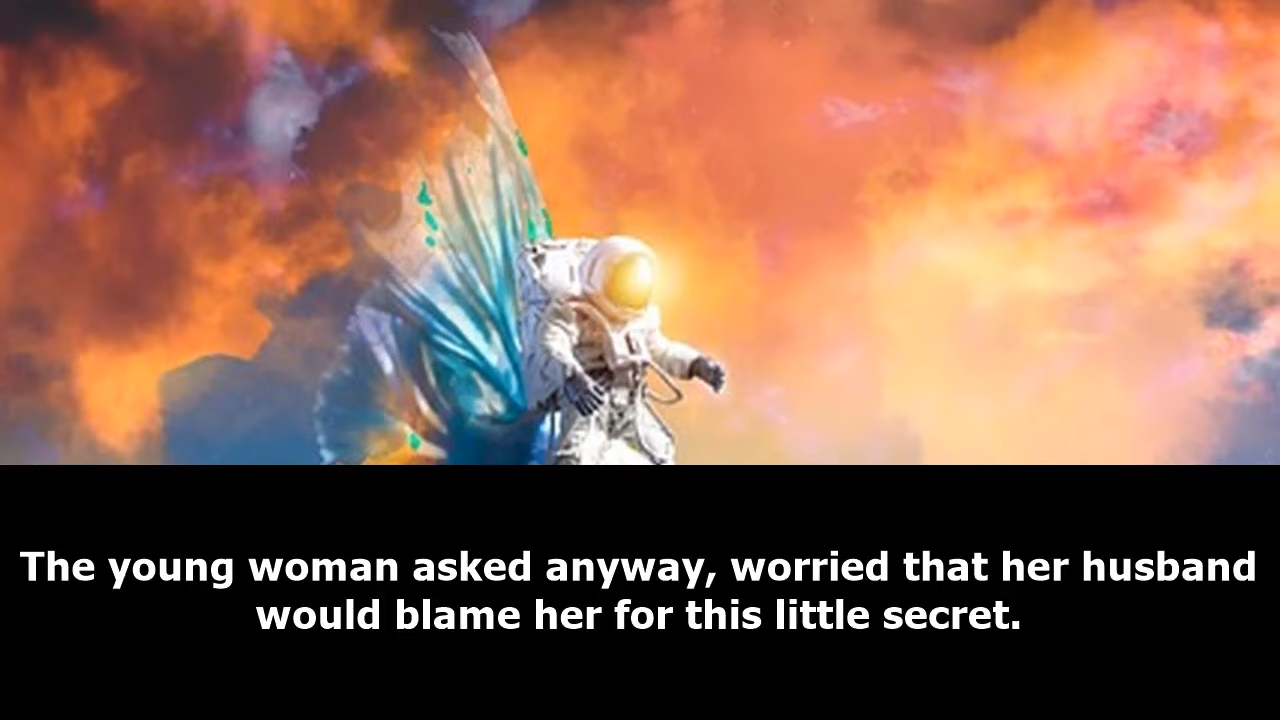 The young woman asked anyway, worried that her husband
would blame her for this little secret.